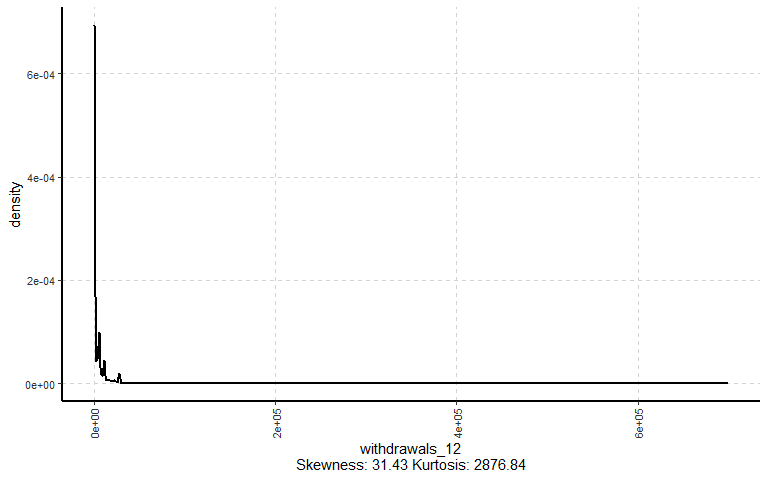 6e-04
4e-04
2e-04
0e+00
density
0e+00
2e+05
4e+05
6e+05
withdrawals_12
Skewness: 31.43 Kurtosis: 2876.84